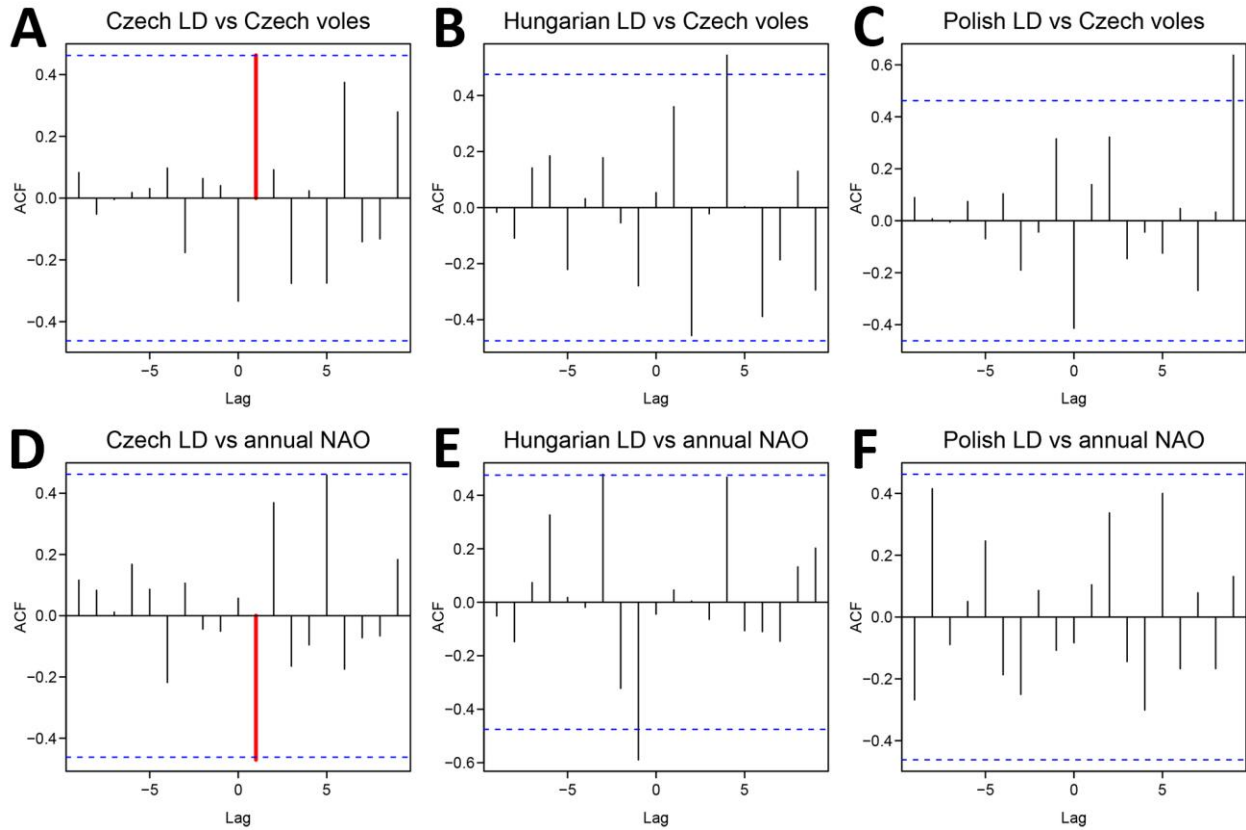 A Czech LD vs Czech voles
ACF
0.4
0.2
0.0
−0.2
−0.4
−5 0 5
Lag
B Hungarian LD vs Czech voles
ACF
0.4
0.2
0.0
−0.2
−0.4
−5 0 5
Lag
C Polish LD vs Czech voles
ACF
0.6
0.4
0.2
0.0
−0.2
−0.4
−5 0 5
Lag
D Czech LD vs annual NAO
ACF
0.4
0.2
0.0
−0.2
−0.4
−5 0 5
Lag
E Hungarian LD vs annual NAO
ACF
0.4
0.2
0.0
−0.2
−0.4
−0.6
−5 0 5
Lag
F Polish LD vs annual NAO
ACF
0.4
0.2
0.0
−0.2
−0.4
−5 0 5
Lag